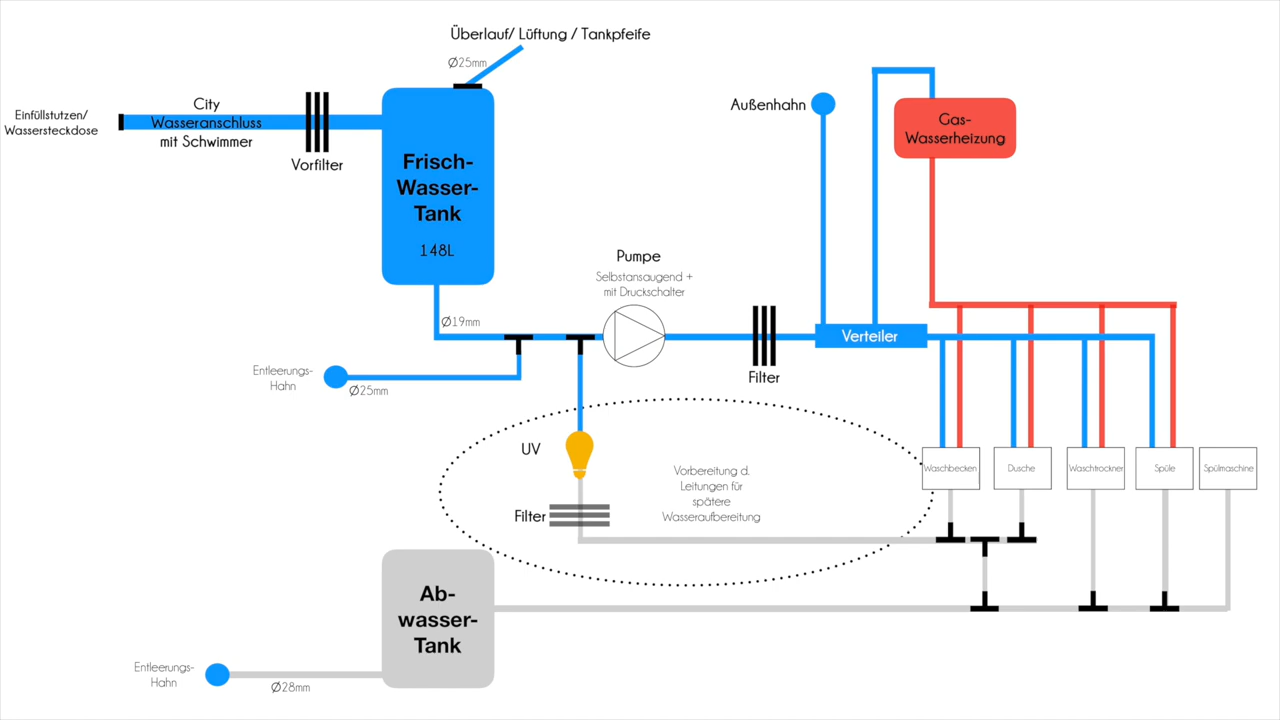 Überlauf/ Lüftung / Tankpfeife
Ø25mm
Einfüllstutzen/
Wassersteckdose
City
Wasseranschluss
mit Schwimmer
Vorfilter
Frisch-
Wasser-
Tank
148L
Außenhahn
Gas-
Wasserheizung
Pumpe
Selbstansaugend +
mit Druckschalter
Ø19mm
Verteiler
Filter
Entleerungs-
Hahn
Ø25mm
UV
Filter
Vorbereitung d.
Leitungen für
spätere
Wasseraufbereitung
Waschbecken
Dusche
Waschtrockner
Spüle
Spülmaschine
Ab-
wasser-
Tank
Entleerungs-
Hahn
Ø28mm